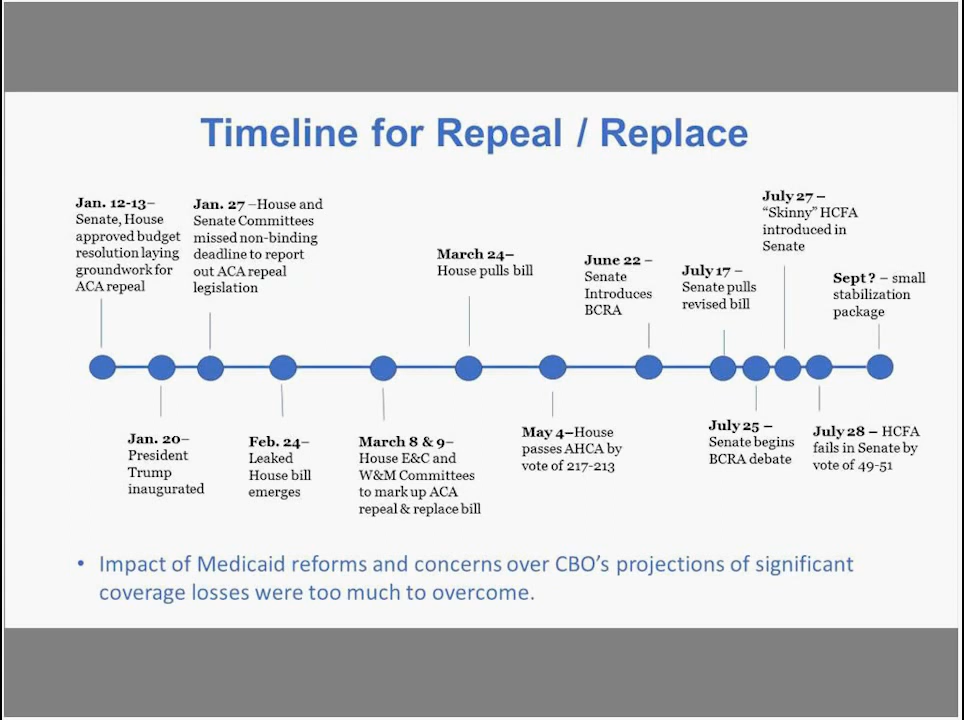 Timeline for Repeal / Replace
Jan. 12-13–
Senate, House
approved budget
resolution laying
groundwork for
ACA repeal
Jan. 20–
President
Trump
inaugurated
Jan. 27 –House and
Senate Committees
missed non-binding
deadline to report
out ACA repeal
legislation
Feb. 24–
Leaked
House bill
emerges
March 8 & 9–
House E&C and
W&M Committees
to mark up ACA
repeal & replace bill
March 24–
House pulls bill
May 4–House
passes AHCA by
vote of 217-213
June 22 –
Senate
Introduces
BCRA
July 17 –
Senate pulls
revised bill
July 25 –
Senate begins
BCRA debate
July 27 –
“Skinny” HCFA
introduced in
Senate
July 28 – HCFA
fails in Senate by
vote of 49-51
Sept ? – small
stabilization
package
• Impact of Medicaid reforms and concerns over CBO’s projections of significant
coverage losses were too much to overcome.